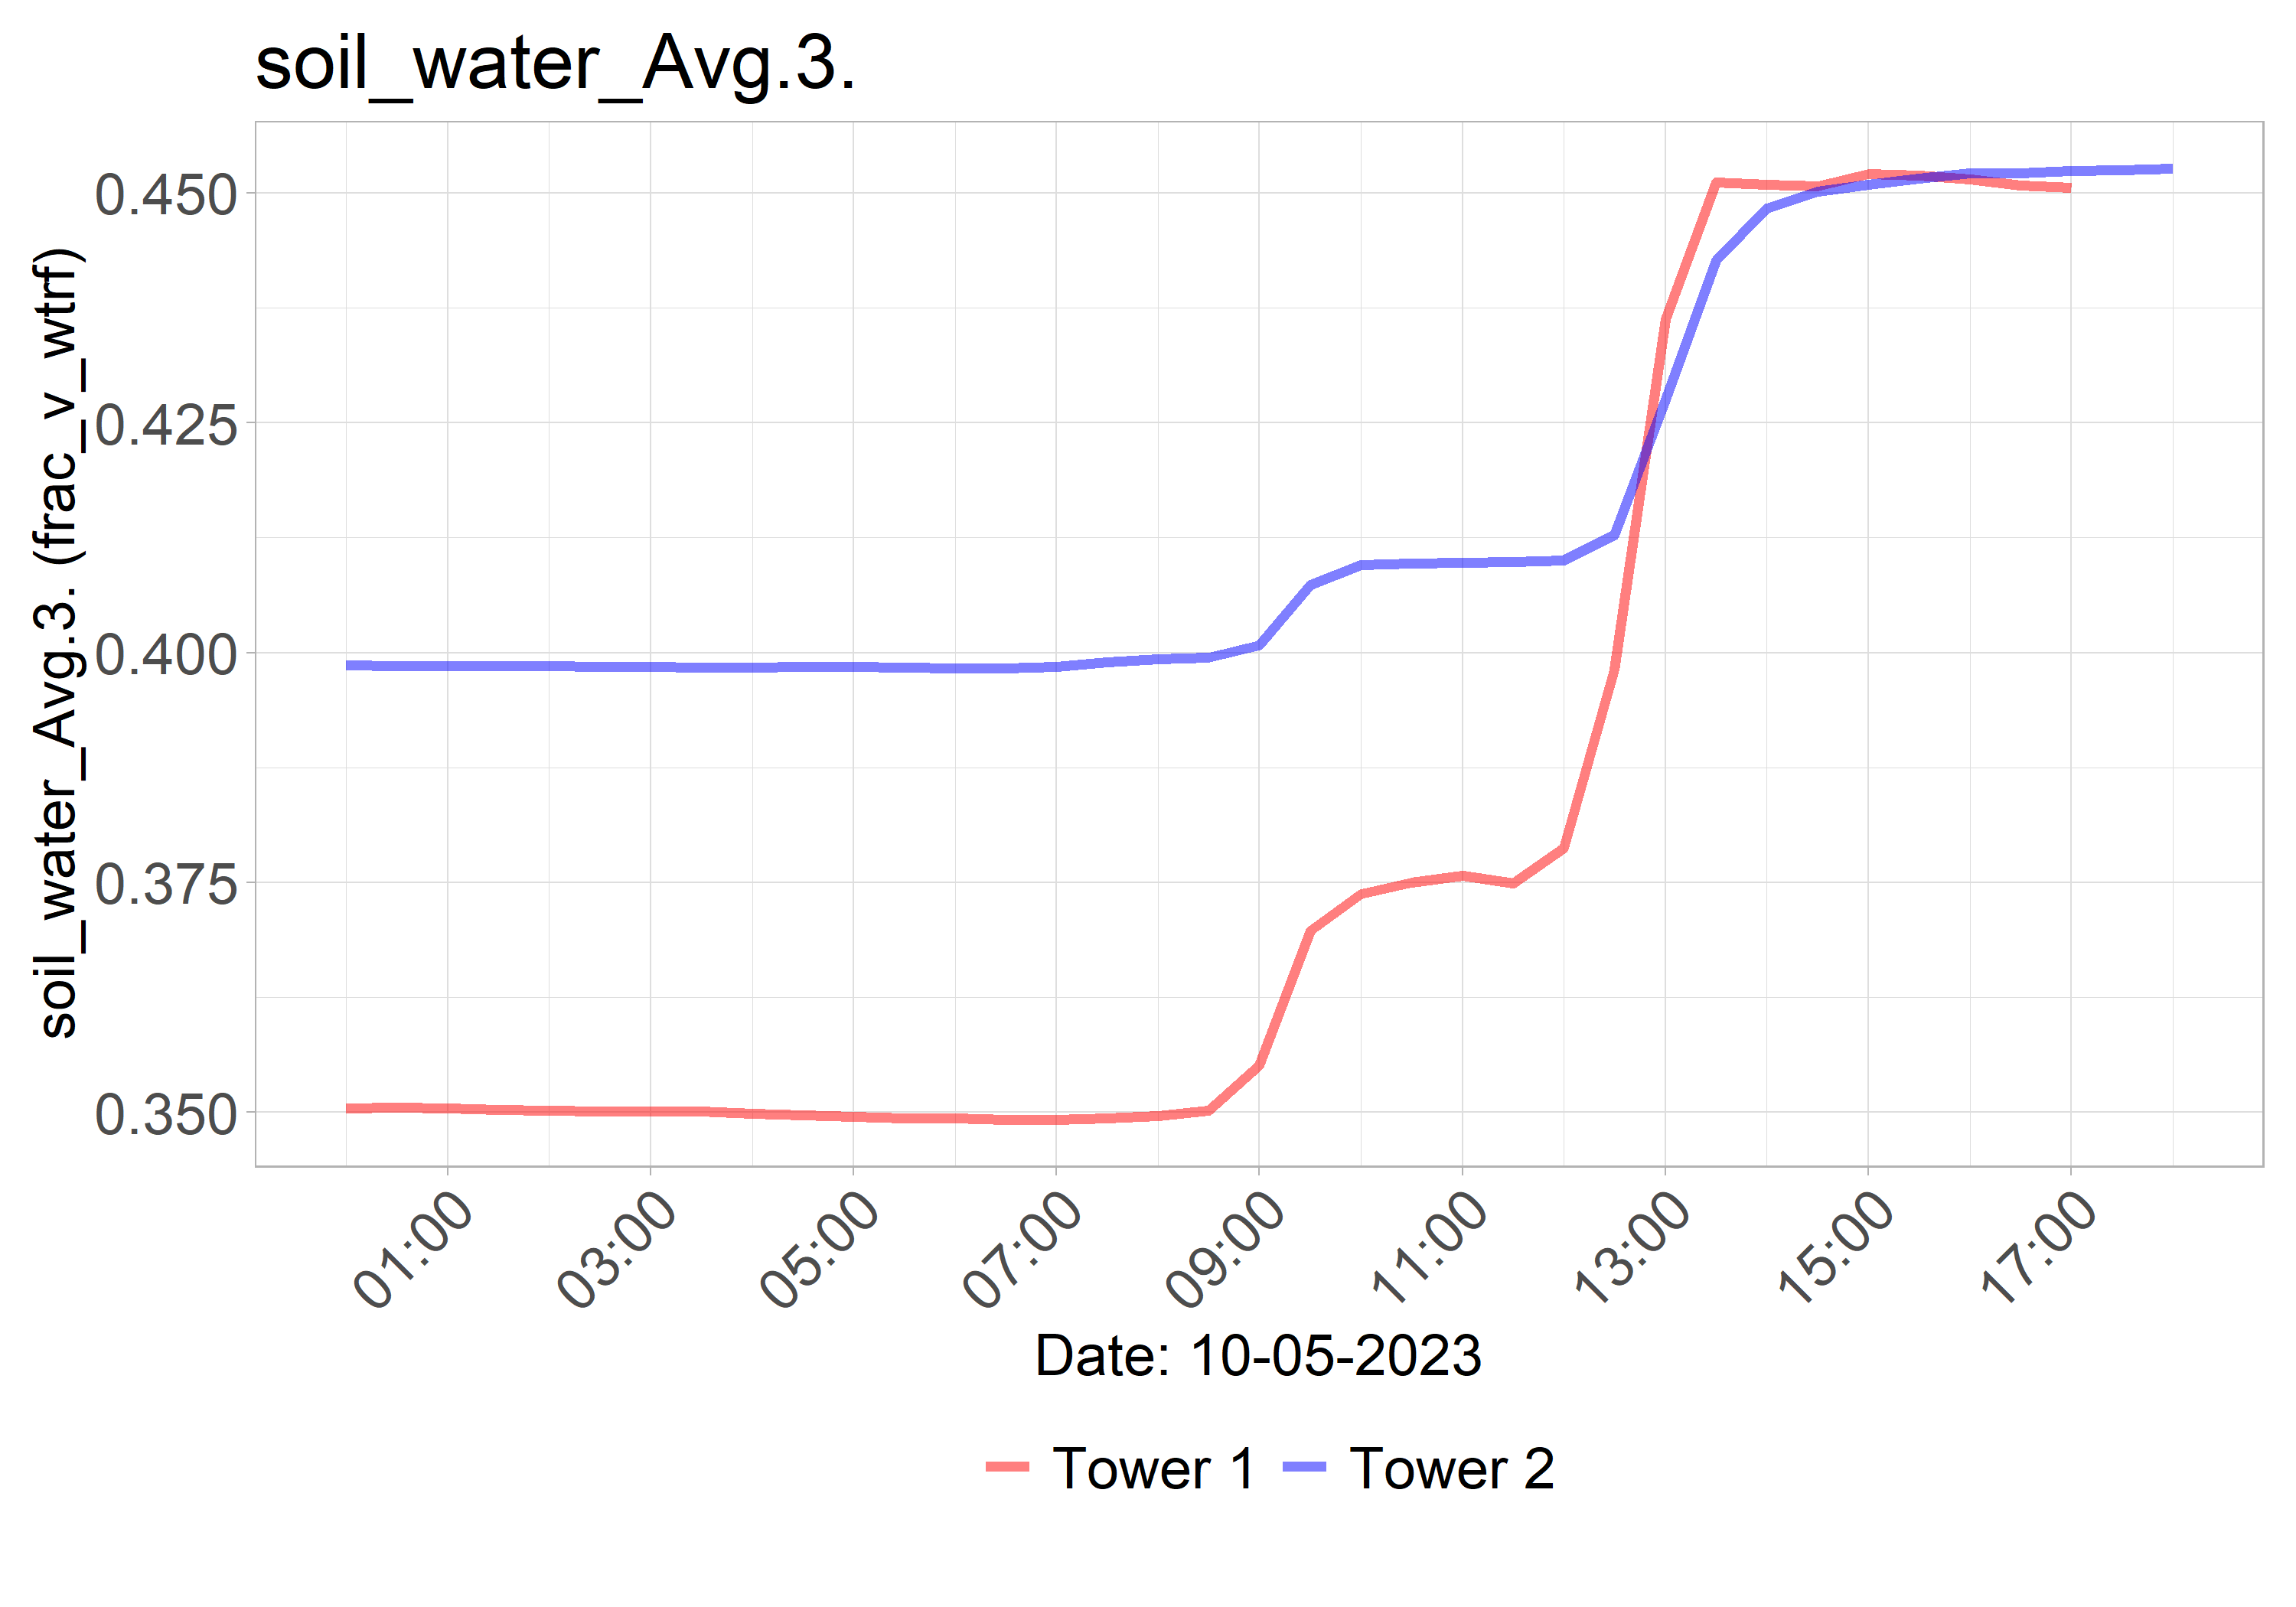 soil_water_Avg.3.
soil_water_Avg.3. (frac_v_wtrf)
0.450
0.425
0.400
0.375
0.350
01:00
03:00
05:00
07:00
09:00
11:00
13:00
15:00
17:00
Date: 10-05-2023
Tower 1
Tower 2